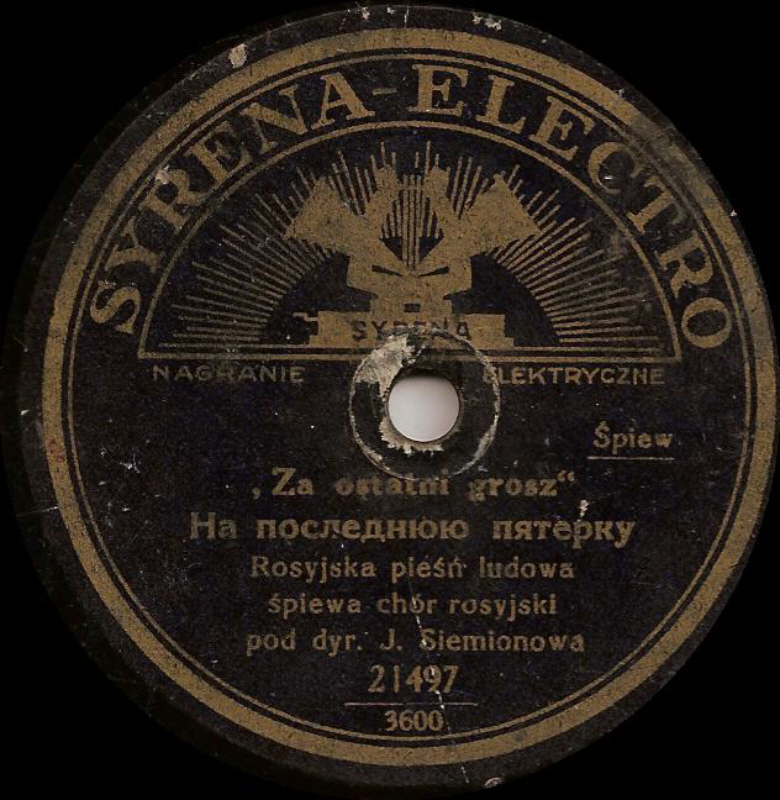 SYRENA-ELECTRO
SYRENA
NAGRANIE ELEKTRYCZNE
Śpiew
„Za ostatni grosz“
На последнюю пятерку
Rosyjska pieśń ludowa
śpiewa chór rosyjski
pod dyr. J. Siemionowa
21497
3600